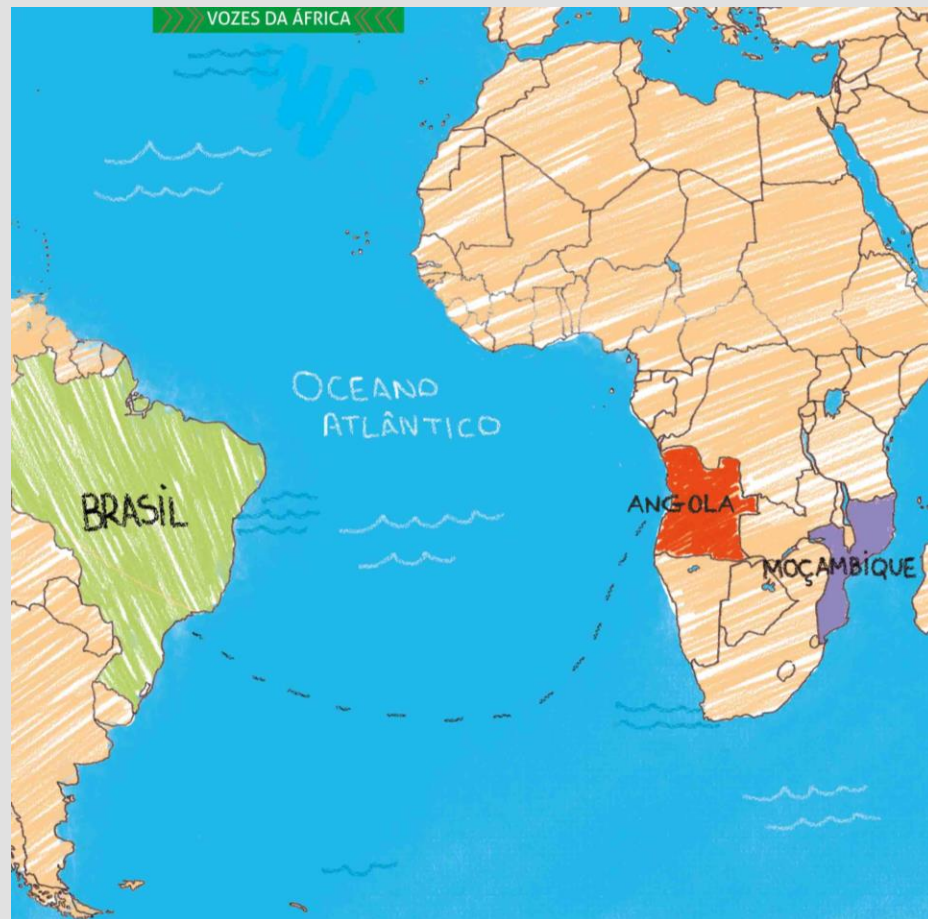 VOZES DA ÁFRICA
OCEANO
ATLÂNTICO
BRASIL
ANGOLA
MOÇAMBIQUE